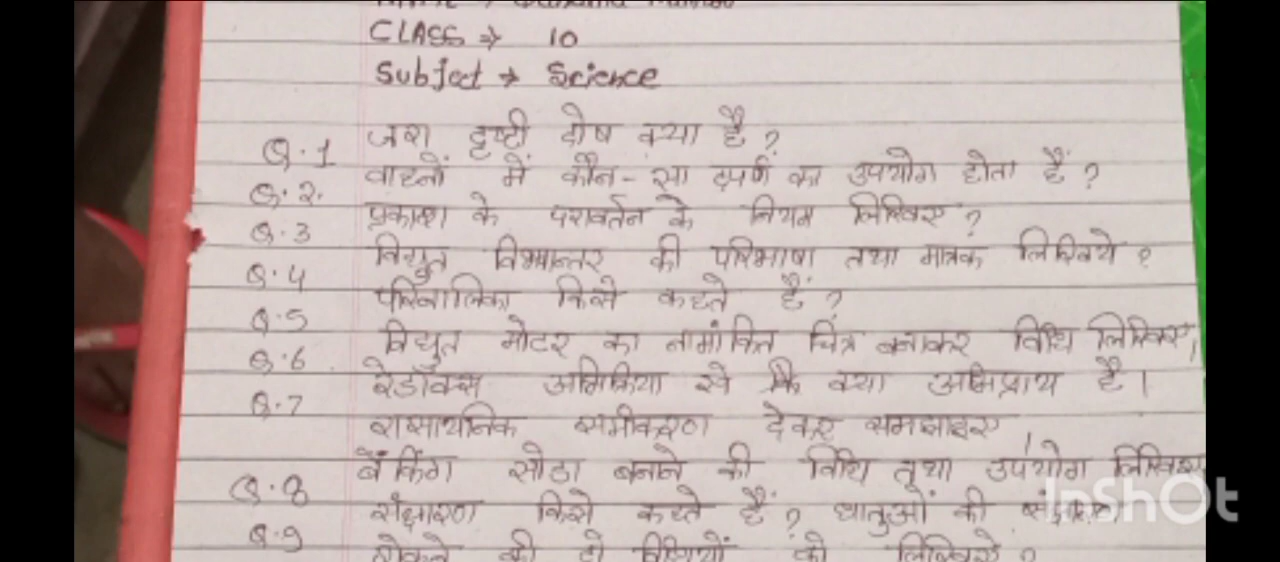 CLASS → 10
Subject → Science
Q.1 जरा दृष्टी दोष क्या है ?
Q.2. वाहनों में कौन-सा दर्पण का उपयोग होता है ?
Q.3 प्रकाश के परावर्तन के नियम लिखिए ?
Q.4 विद्युत विभवान्तर की परिभाषा तथा मात्रक लिखिये ?
Q.5 परिनालिका किसे कहते हैं ?
Q.6 विद्युत मोटर का नामांकित चित्र बनाकर विधि लिखिए।
Q.7 रेडॉक्स अभिक्रिया से कि क्या अभिप्राय है।
रासायनिक समीकरण देकर समझाइए।
Q.8 बेंकिंग सोडा बनाने की विधि तथा उपयोग लिखिए
Q.9 संक्षारण किसे कहते हैं ? धातुओं की
रोकने की दो विधियों को लिखिये ?
InShOt